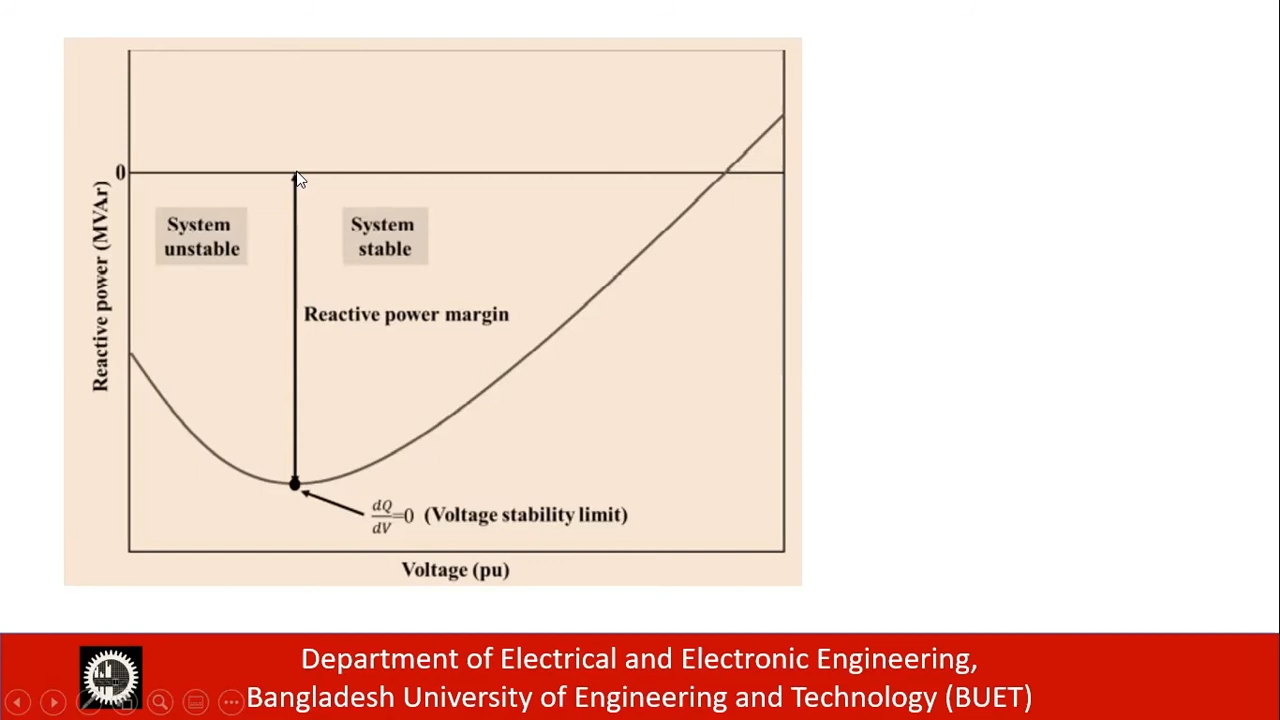 0
System
unstable
System
stable
Reactive power (MVAr)
Reactive power margin
dQ/dV=0 (Voltage stability limit)
Voltage (pu)
Department of Electrical and Electronic Engineering,
Bangladesh University of Engineering and Technology (BUET)